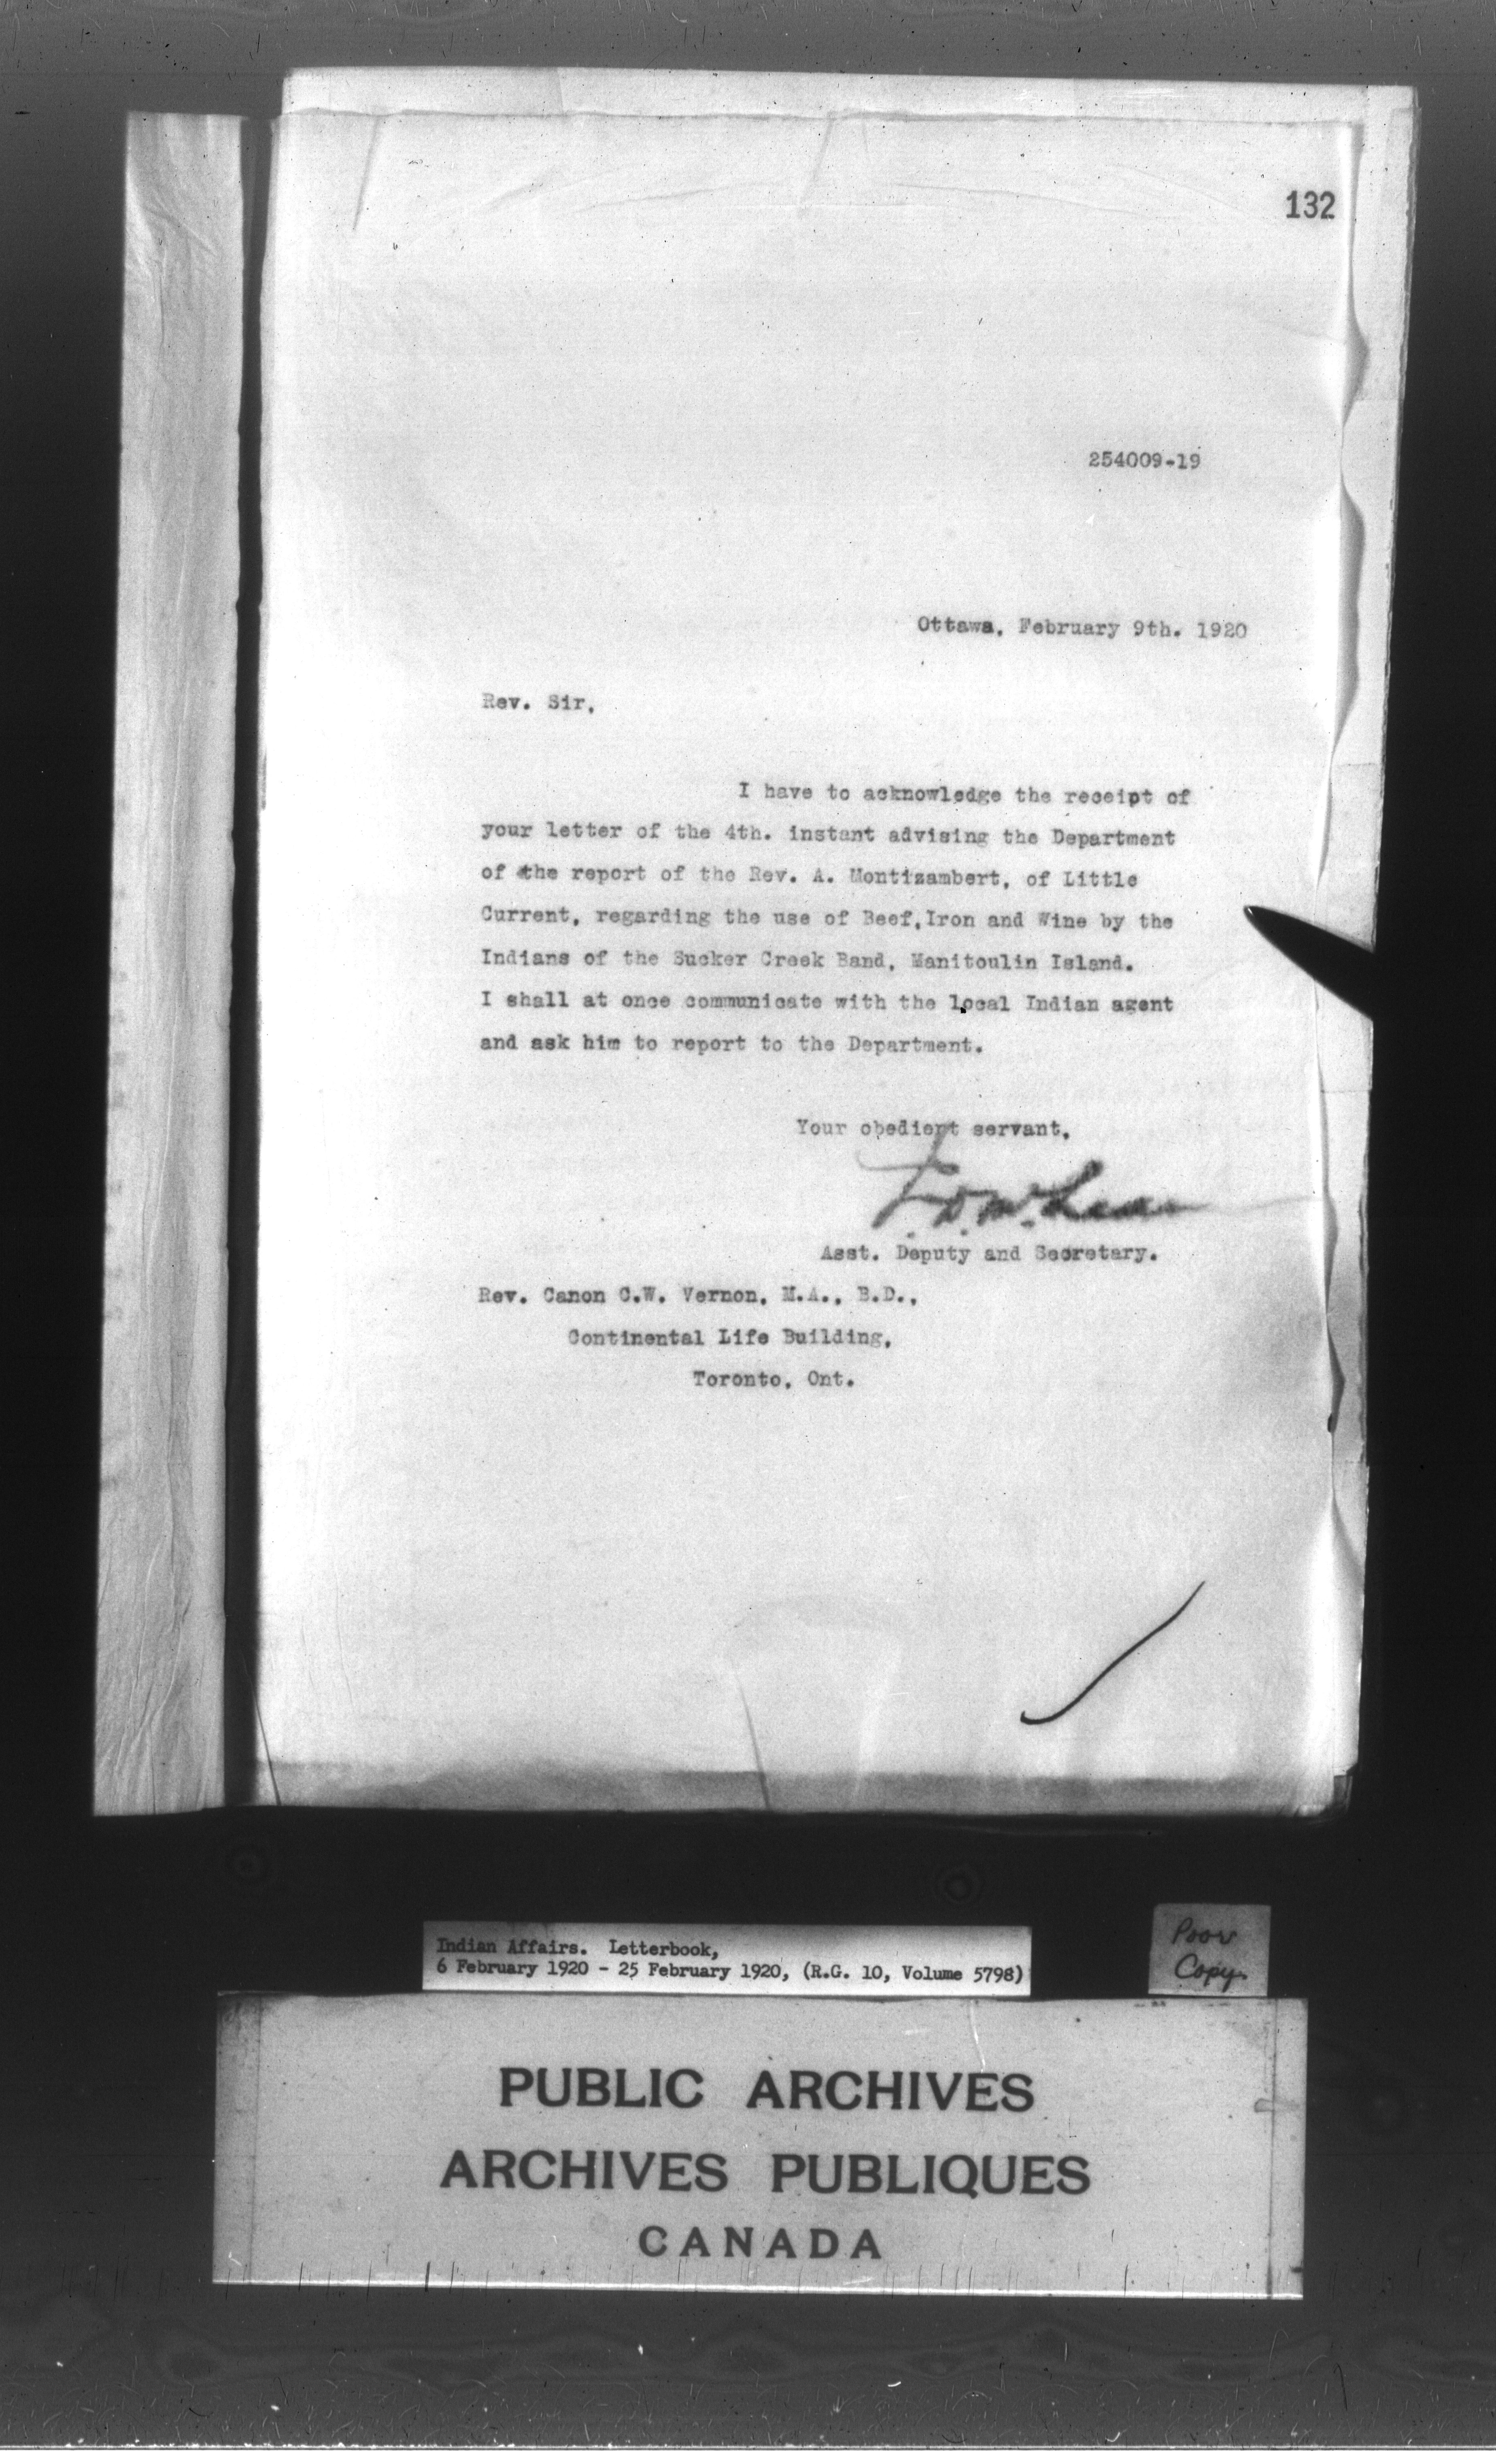 132
254009-19
Ottawa, February 9th. 1920
Rev. Sir,
I have to acknowledge the receipt of
your letter of the 4th. instant advising the Department
of the report of the Rev. A. Montizambert, of Little
Current, regarding the use of Beef, Iron and Wine by the
Indians of the Sucker Creek Band, Manitoulin Island.
I shall at once communicate with the local Indian agent
and ask him to report to the Department.
Your obedient servant,
Asst. Deputy and Secretary.
Rev. Canon C.W. Vernon, M.A., B.D.,
Continental Life Building,
Toronto, Ont.
Indian Affairs. Letterbook,
6 February 1920 - 25 February 1920, (R.G. 10, Volume 5798)
Poor
Copy
PUBLIC ARCHIVES
ARCHIVES PUBLIQUES
CANADA